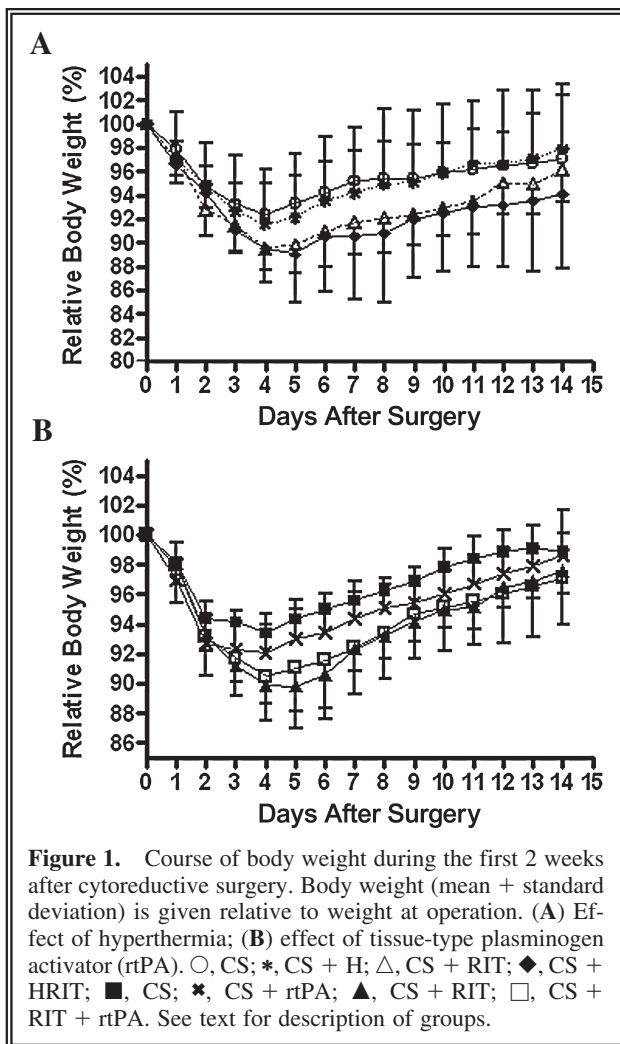 A
Relative Body Weight (%)
104
102
100
98
96
94
92
90
88
86
84
82
80
0 1 2 3 4 5 6 7 8 9 10 11 12 13 14 15
Days After Surgery
B
Relative Body Weight (%)
104
102
100
98
96
94
92
90
88
86
0 1 2 3 4 5 6 7 8 9 10 11 12 13 14 15
Days After Surgery
Figure 1. Course of body weight during the first 2 weeks
after cytoreductive surgery. Body weight (mean + standard
deviation) is given relative to weight at operation. (A) Ef-
fect of hyperthermia; (B) effect of tissue-type plasminogen
activator (rtPA). ○, CS; *, CS + H; △, CS + RIT; ◆, CS +
HRIT; ■, CS; ✖, CS + rtPA; ▲, CS + RIT; □, CS +
RIT + rtPA. See text for description of groups.